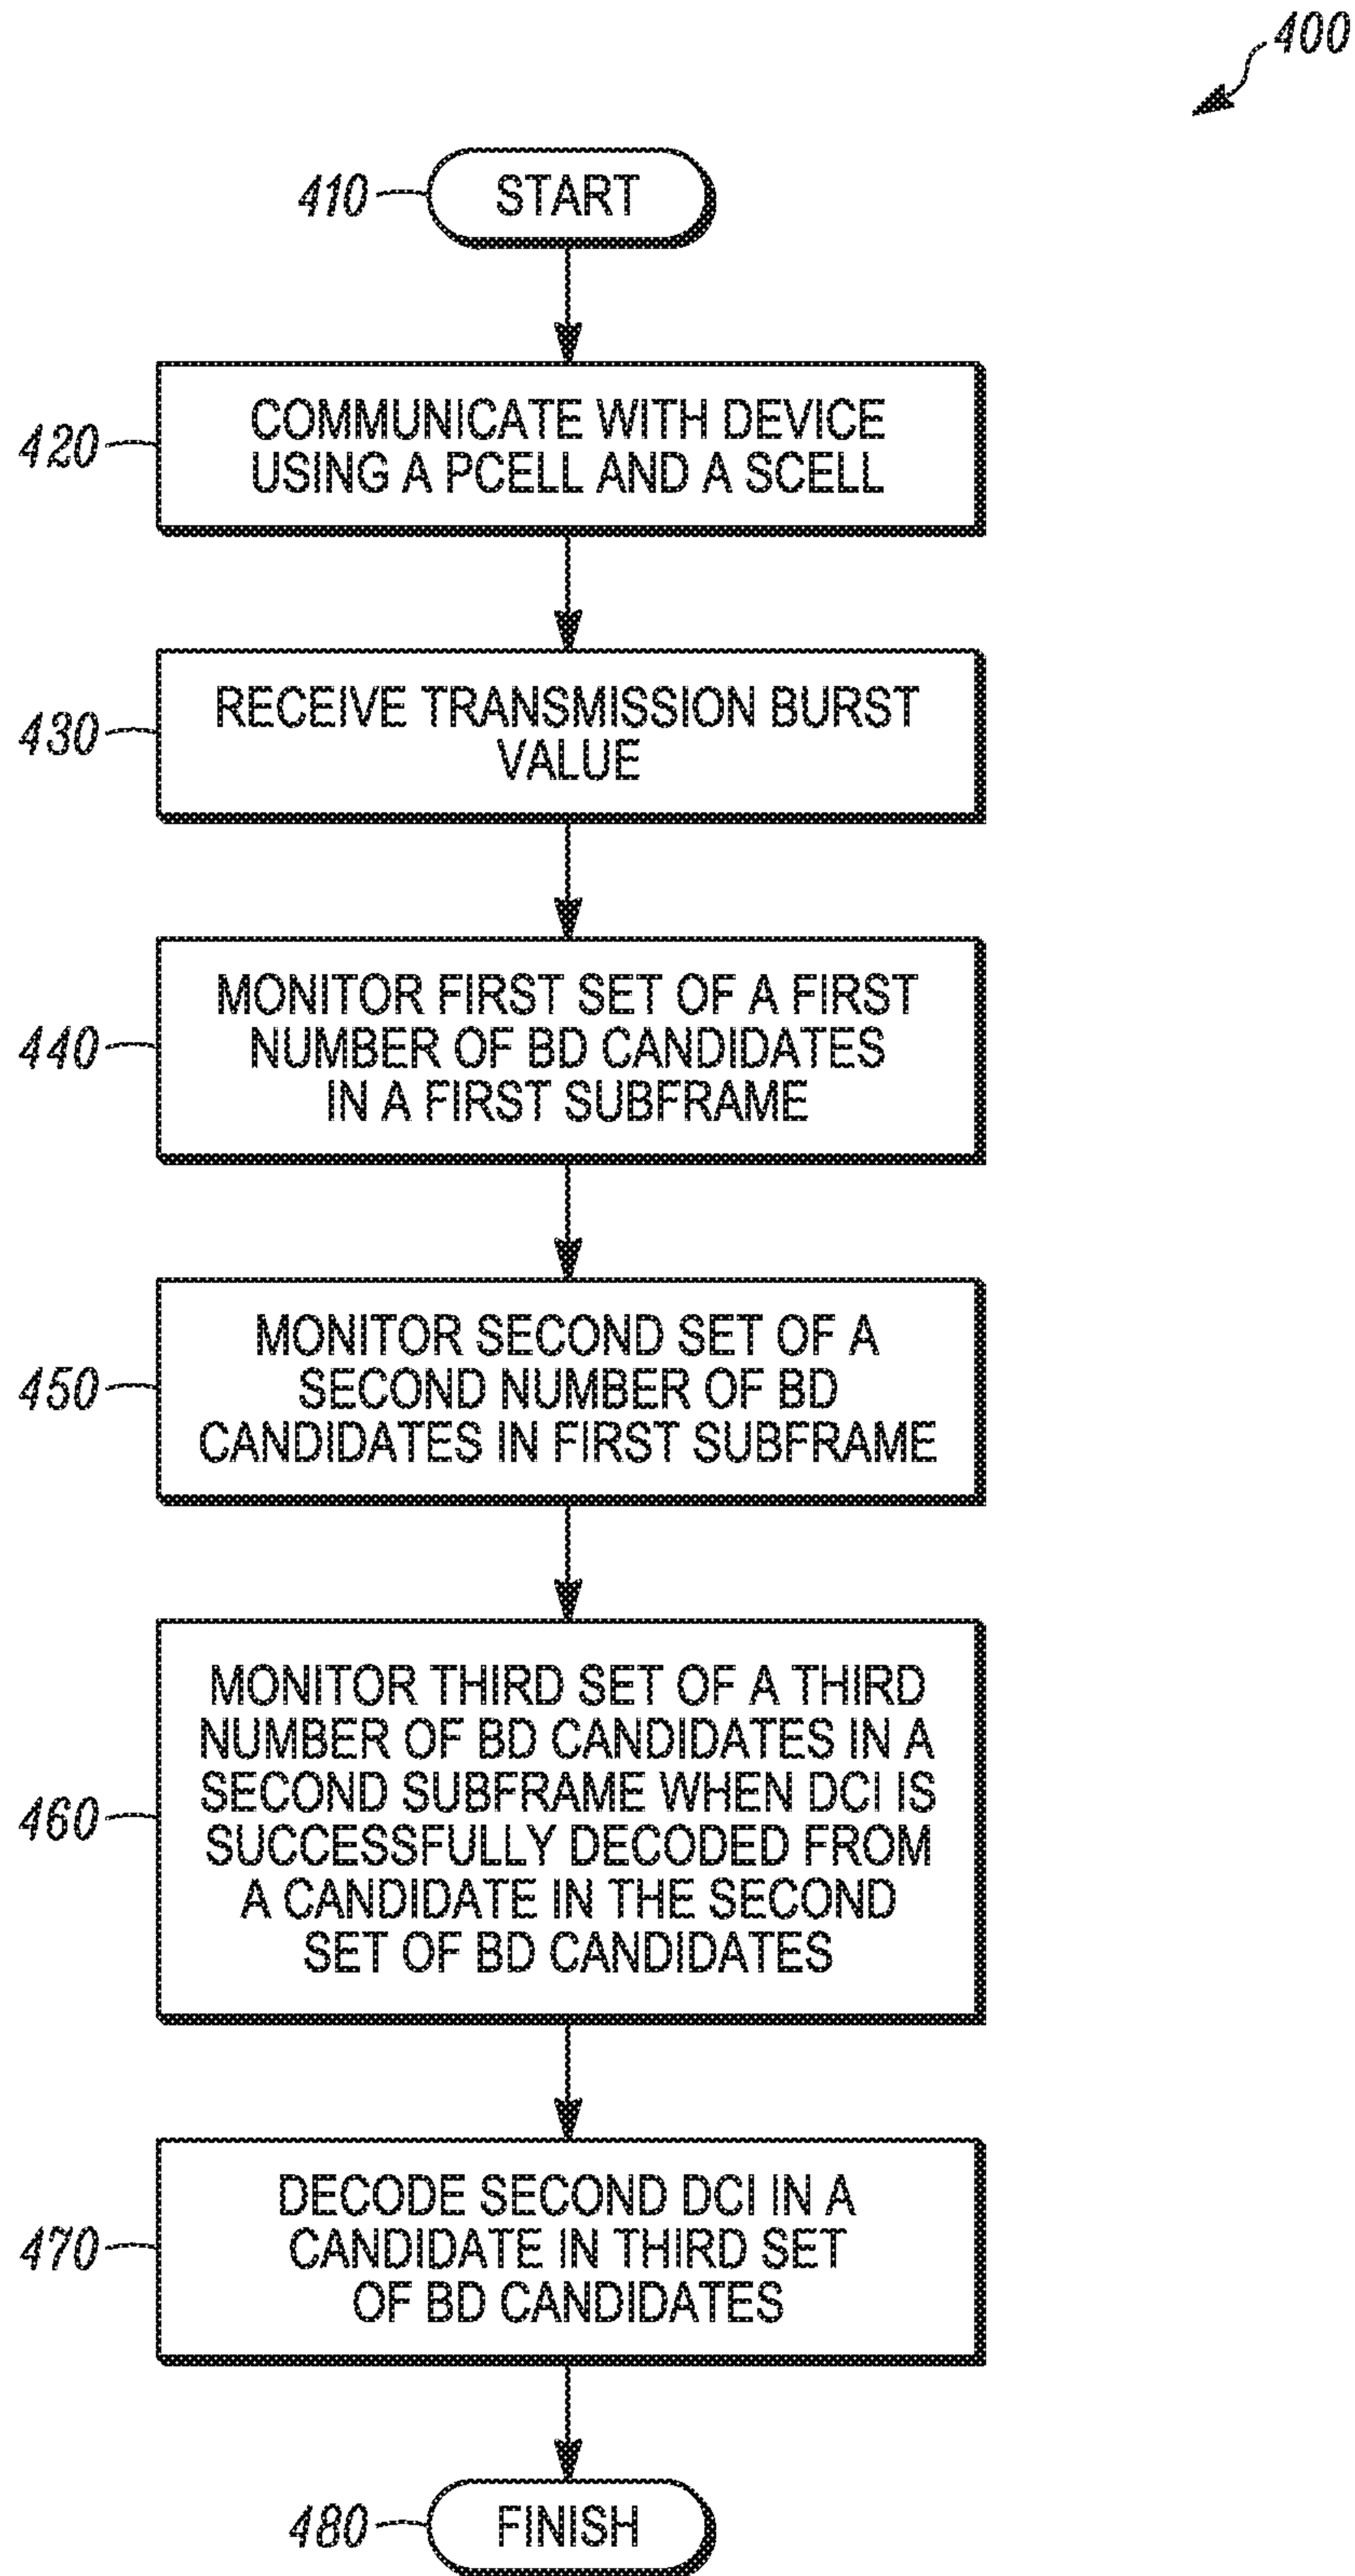 400
410
START
420
COMMUNICATE WITH DEVICE
USING A PCELL AND A SCELL
430
RECEIVE TRANSMISSION BURST
VALUE
440
MONITOR FIRST SET OF A FIRST
NUMBER OF BD CANDIDATES
IN A FIRST SUBFRAME
450
MONITOR SECOND SET OF A
SECOND NUMBER OF BD
CANDIDATES IN FIRST SUBFRAME
460
MONITOR THIRD SET OF A THIRD
NUMBER OF BD CANDIDATES IN A
SECOND SUBFRAME WHEN DCI IS
SUCCESSFULLY DECODED FROM
A CANDIDATE IN THE SECOND
SET OF BD CANDIDATES
470
DECODE SECOND DCI IN A
CANDIDATE IN THIRD SET
OF BD CANDIDATES
480
FINISH